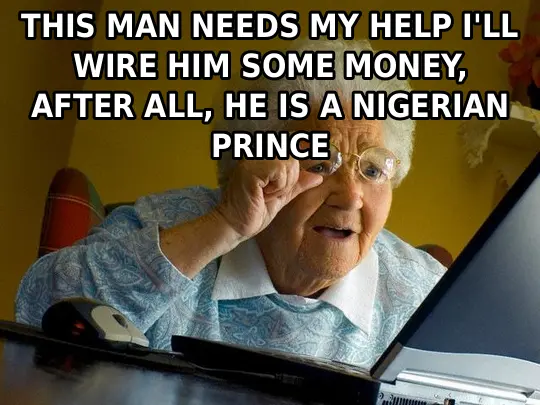 THIS MAN NEEDS MY HELP I'LL
WIRE HIM SOME MONEY,
AFTER ALL, HE IS A NIGERIAN
PRINCE